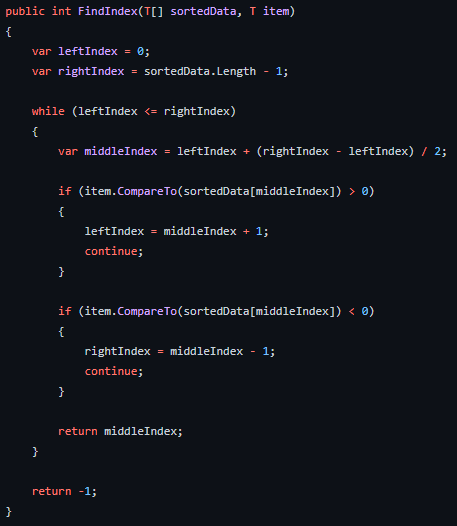 public int FindIndex(T[] sortedData, T item)
{
    var leftIndex = 0;
    var rightIndex = sortedData.Length - 1;

    while (leftIndex <= rightIndex)
    {
        var middleIndex = leftIndex + (rightIndex - leftIndex) / 2;

        if (item.CompareTo(sortedData[middleIndex]) > 0)
        {
            leftIndex = middleIndex + 1;
            continue;
        }

        if (item.CompareTo(sortedData[middleIndex]) < 0)
        {
            rightIndex = middleIndex - 1;
            continue;
        }

        return middleIndex;
    }

    return -1;
}